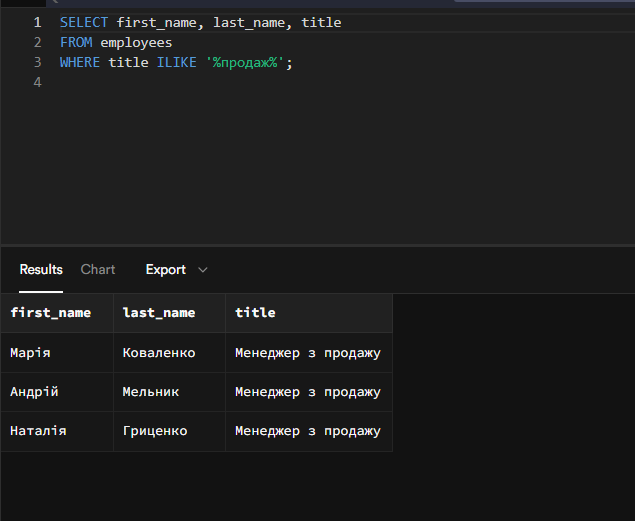 1 SELECT first_name, last_name, title
2 FROM employees
3 WHERE title ILIKE '%продаж%';
4
Results Chart Export
first_name last_name title
Марія Коваленко Менеджер з продажу
Андрій Мельник Менеджер з продажу
Наталія Гриценко Менеджер з продажу